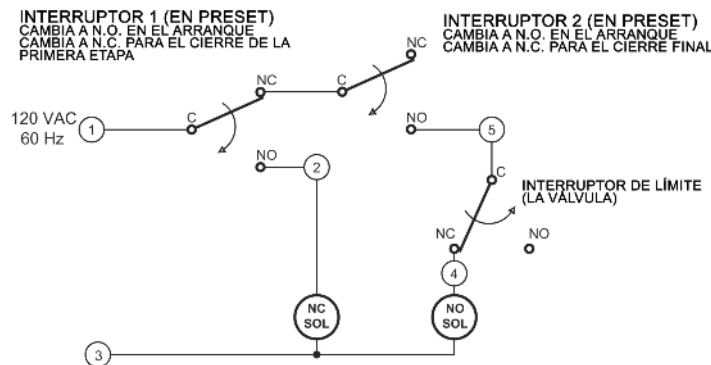 INTERRUPTOR 1 (EN PRESET)
CAMBIA A N.O. EN EL ARRANQUE
CAMBIA A N.C. PARA EL CIERRE DE LA
PRIMERA ETAPA
INTERRUPTOR 2 (EN PRESET)
CAMBIA A N.O. EN EL ARRANQUE
CAMBIA A N.C. PARA EL CIERRE FINAL
NC
NC
C
C
120 VAC
60 Hz
1
NO
5
NO
2
C
INTERRUPTOR DE LÍMITE
(LA VÁLVULA)
NC
NO
4
NC
SOL
NO
SOL
3